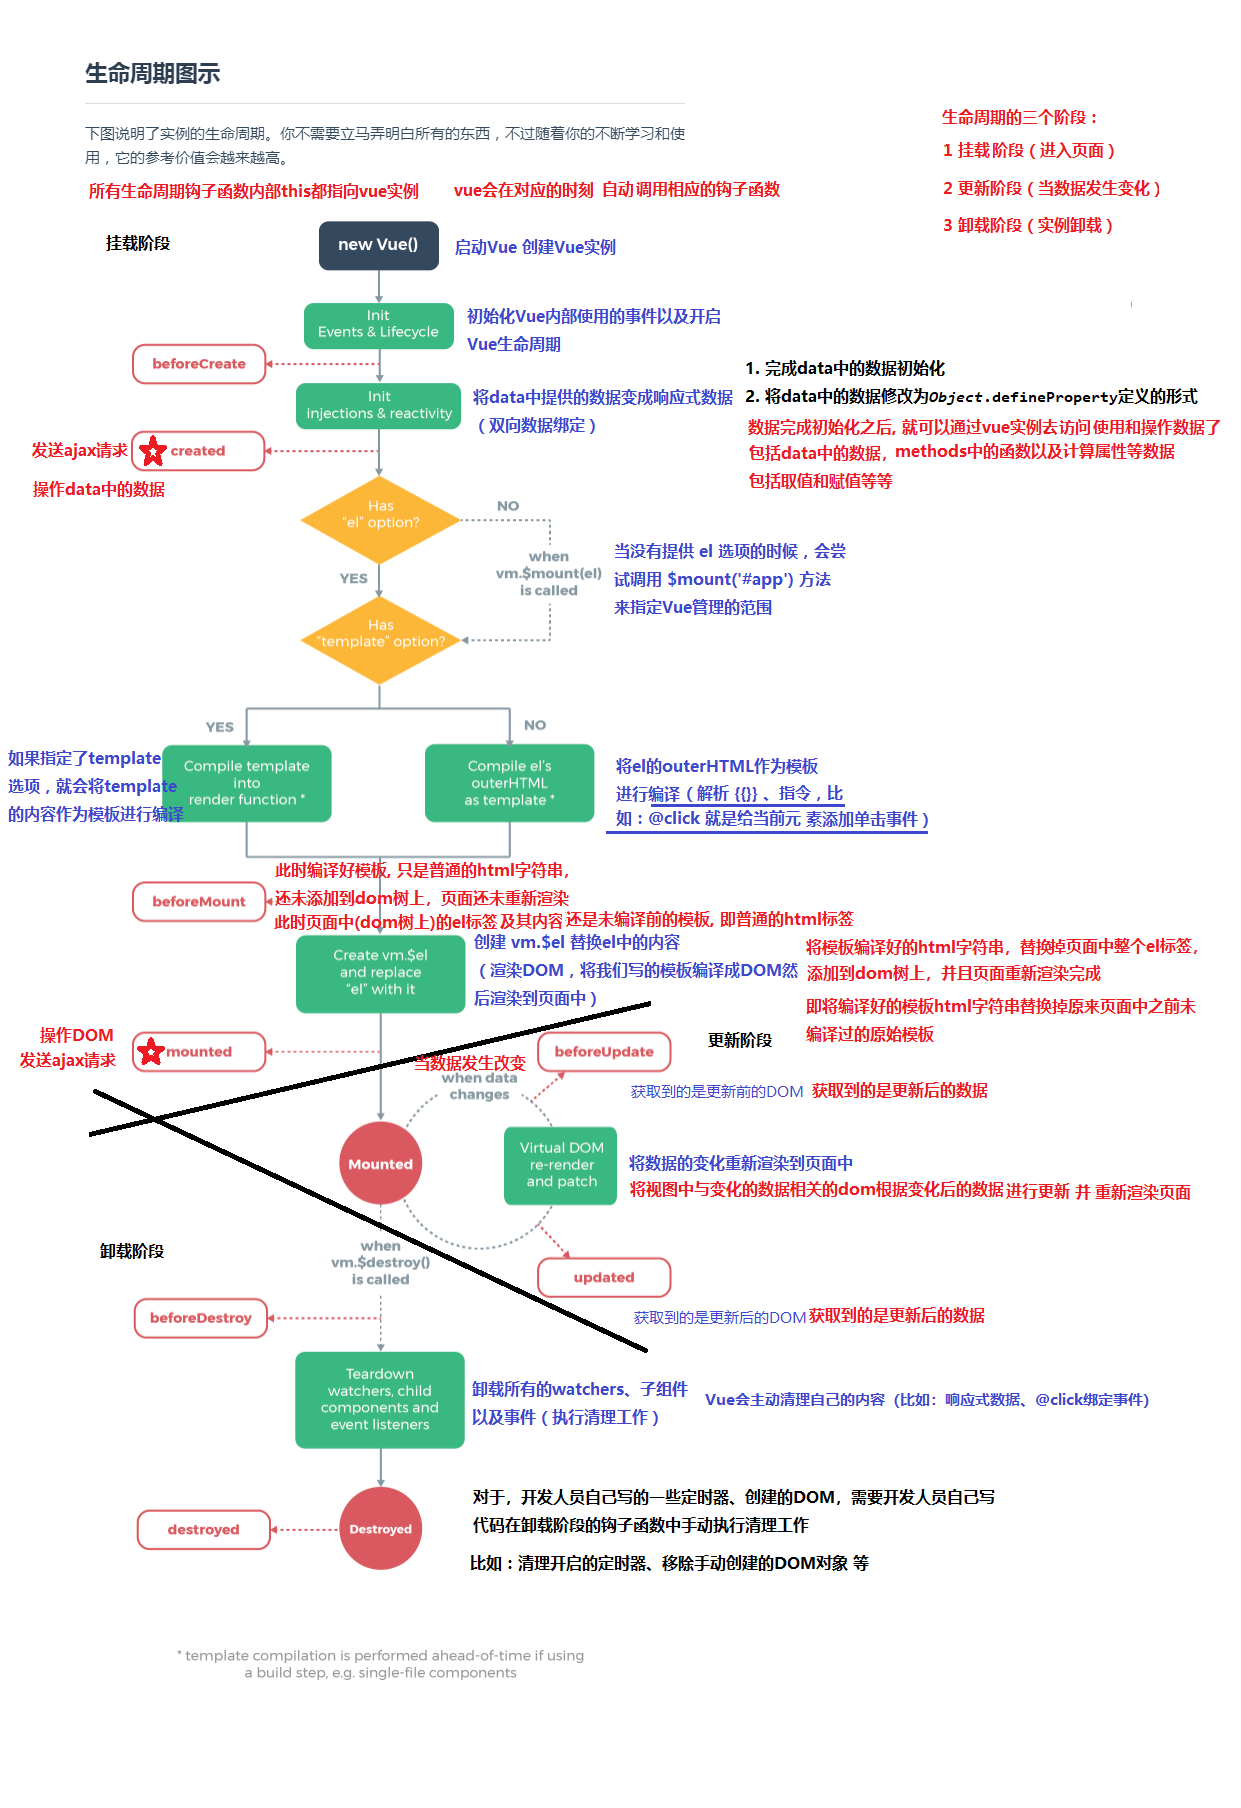 生命周期图示
下图说明了实例的生命周期。你不需要立马弄明白所有的东西，不过随着你的不断学习和使
用，它的参考价值会越来越高。
生命周期的三个阶段：
1 挂载阶段（进入页面）
2 更新阶段（当数据发生变化）
3 卸载阶段（实例卸载）
所有生命周期钩子函数内部this都指向vue实例
vue会在对应的时刻 自动 调用相应的钩子函数
挂载阶段
new Vue()
启动Vue 创建Vue实例
Init
Events & Lifecycle
初始化Vue内部使用的事件以及开启
Vue生命周期
beforeCreate
Init
injections & reactivity
将data中提供的数据变成响应式数据
（双向数据绑定）
1. 完成data中的数据初始化
2. 将data中的数据修改为Object.defineProperty定义的形式
数据完成初始化之后, 就可以通过vue实例去访问 使用和操作数据了
包括data中的数据，methods中的函数以及计算属性等数据
包括取值和赋值等等
发送ajax请求
created
操作data中的数据
Has
“el” option?
NO
when
vm.$mount(el)
is called
当没有提供 el 选项的时候，会尝
试调用 $mount('#app') 方法
来指定Vue管理的范围
YES
Has
“template” option?
YES
NO
如果指定了template
选项，就会将template
的内容作为模板进行编译
Compile template
into
render function *
Compile el’s
outerHTML
as template *
将el的outerHTML作为模板
进行编译（解析 {{}} 、指令，比
如：@click 就是给当前元 素添加单击事件）
此时编译好模板, 只是普通的html字符串，
还未添加到dom树上，页面还未重新渲染
此时页面中(dom树上)的el标签 及其内容 还是未编译前的模板, 即普通的html标签
beforeMount
Create vm.$el
and replace
“el” with it
创建 vm.$el 替换el中的内容
（渲染DOM，将我们写的模板编译成DOM然
后渲染到页面中）
将模板编译好的html字符串，替换掉页面中整个el标签，
添加到dom树上，并且页面重新渲染完成
即将编译好的模板html字符串替换掉原来页面中之前未
编译过的原始模板
操作DOM
发送ajax请求
mounted
更新阶段
beforeUpdate
当数据发生改变
when data
changes
获取到的是更新前的DOM 获取到的是更新后的数据
Mounted
Virtual DOM
re-render
and patch
将数据的变化重新渲染到页面中
将视图中与变化的数据相关的dom根据变化后的数据 进行更新 并 重新渲染页面
卸载阶段
when
vm.$destroy()
is called
updated
获取到的是更新后的DOM 获取到的是更新后的数据
beforeDestroy
Teardown
watchers, child
components and
event listeners
卸载所有的watchers、子组件
以及事件（执行清理工作）
Vue会主动清理自己的内容（比如：响应式数据、@click绑定事件）
destroyed
Destroyed
对于，开发人员自己写的一些定时器、创建的DOM，需要开发人员自己写
代码在卸载阶段的钩子函数中手动执行清理工作
比如：清理开启的定时器、移除手动创建的DOM对象 等
* template compilation is performed ahead-of-time if using
a build step, e.g. single-file components